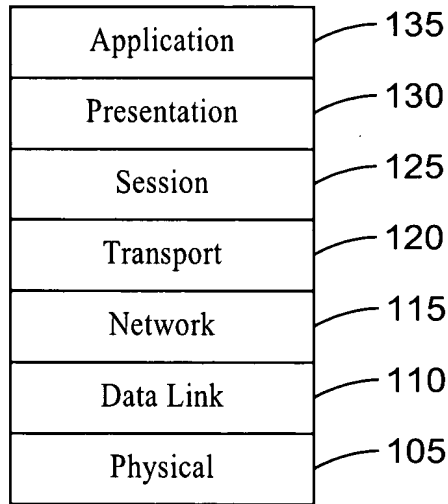 Application 135
Presentation 130
Session 125
Transport 120
Network 115
Data Link 110
Physical 105